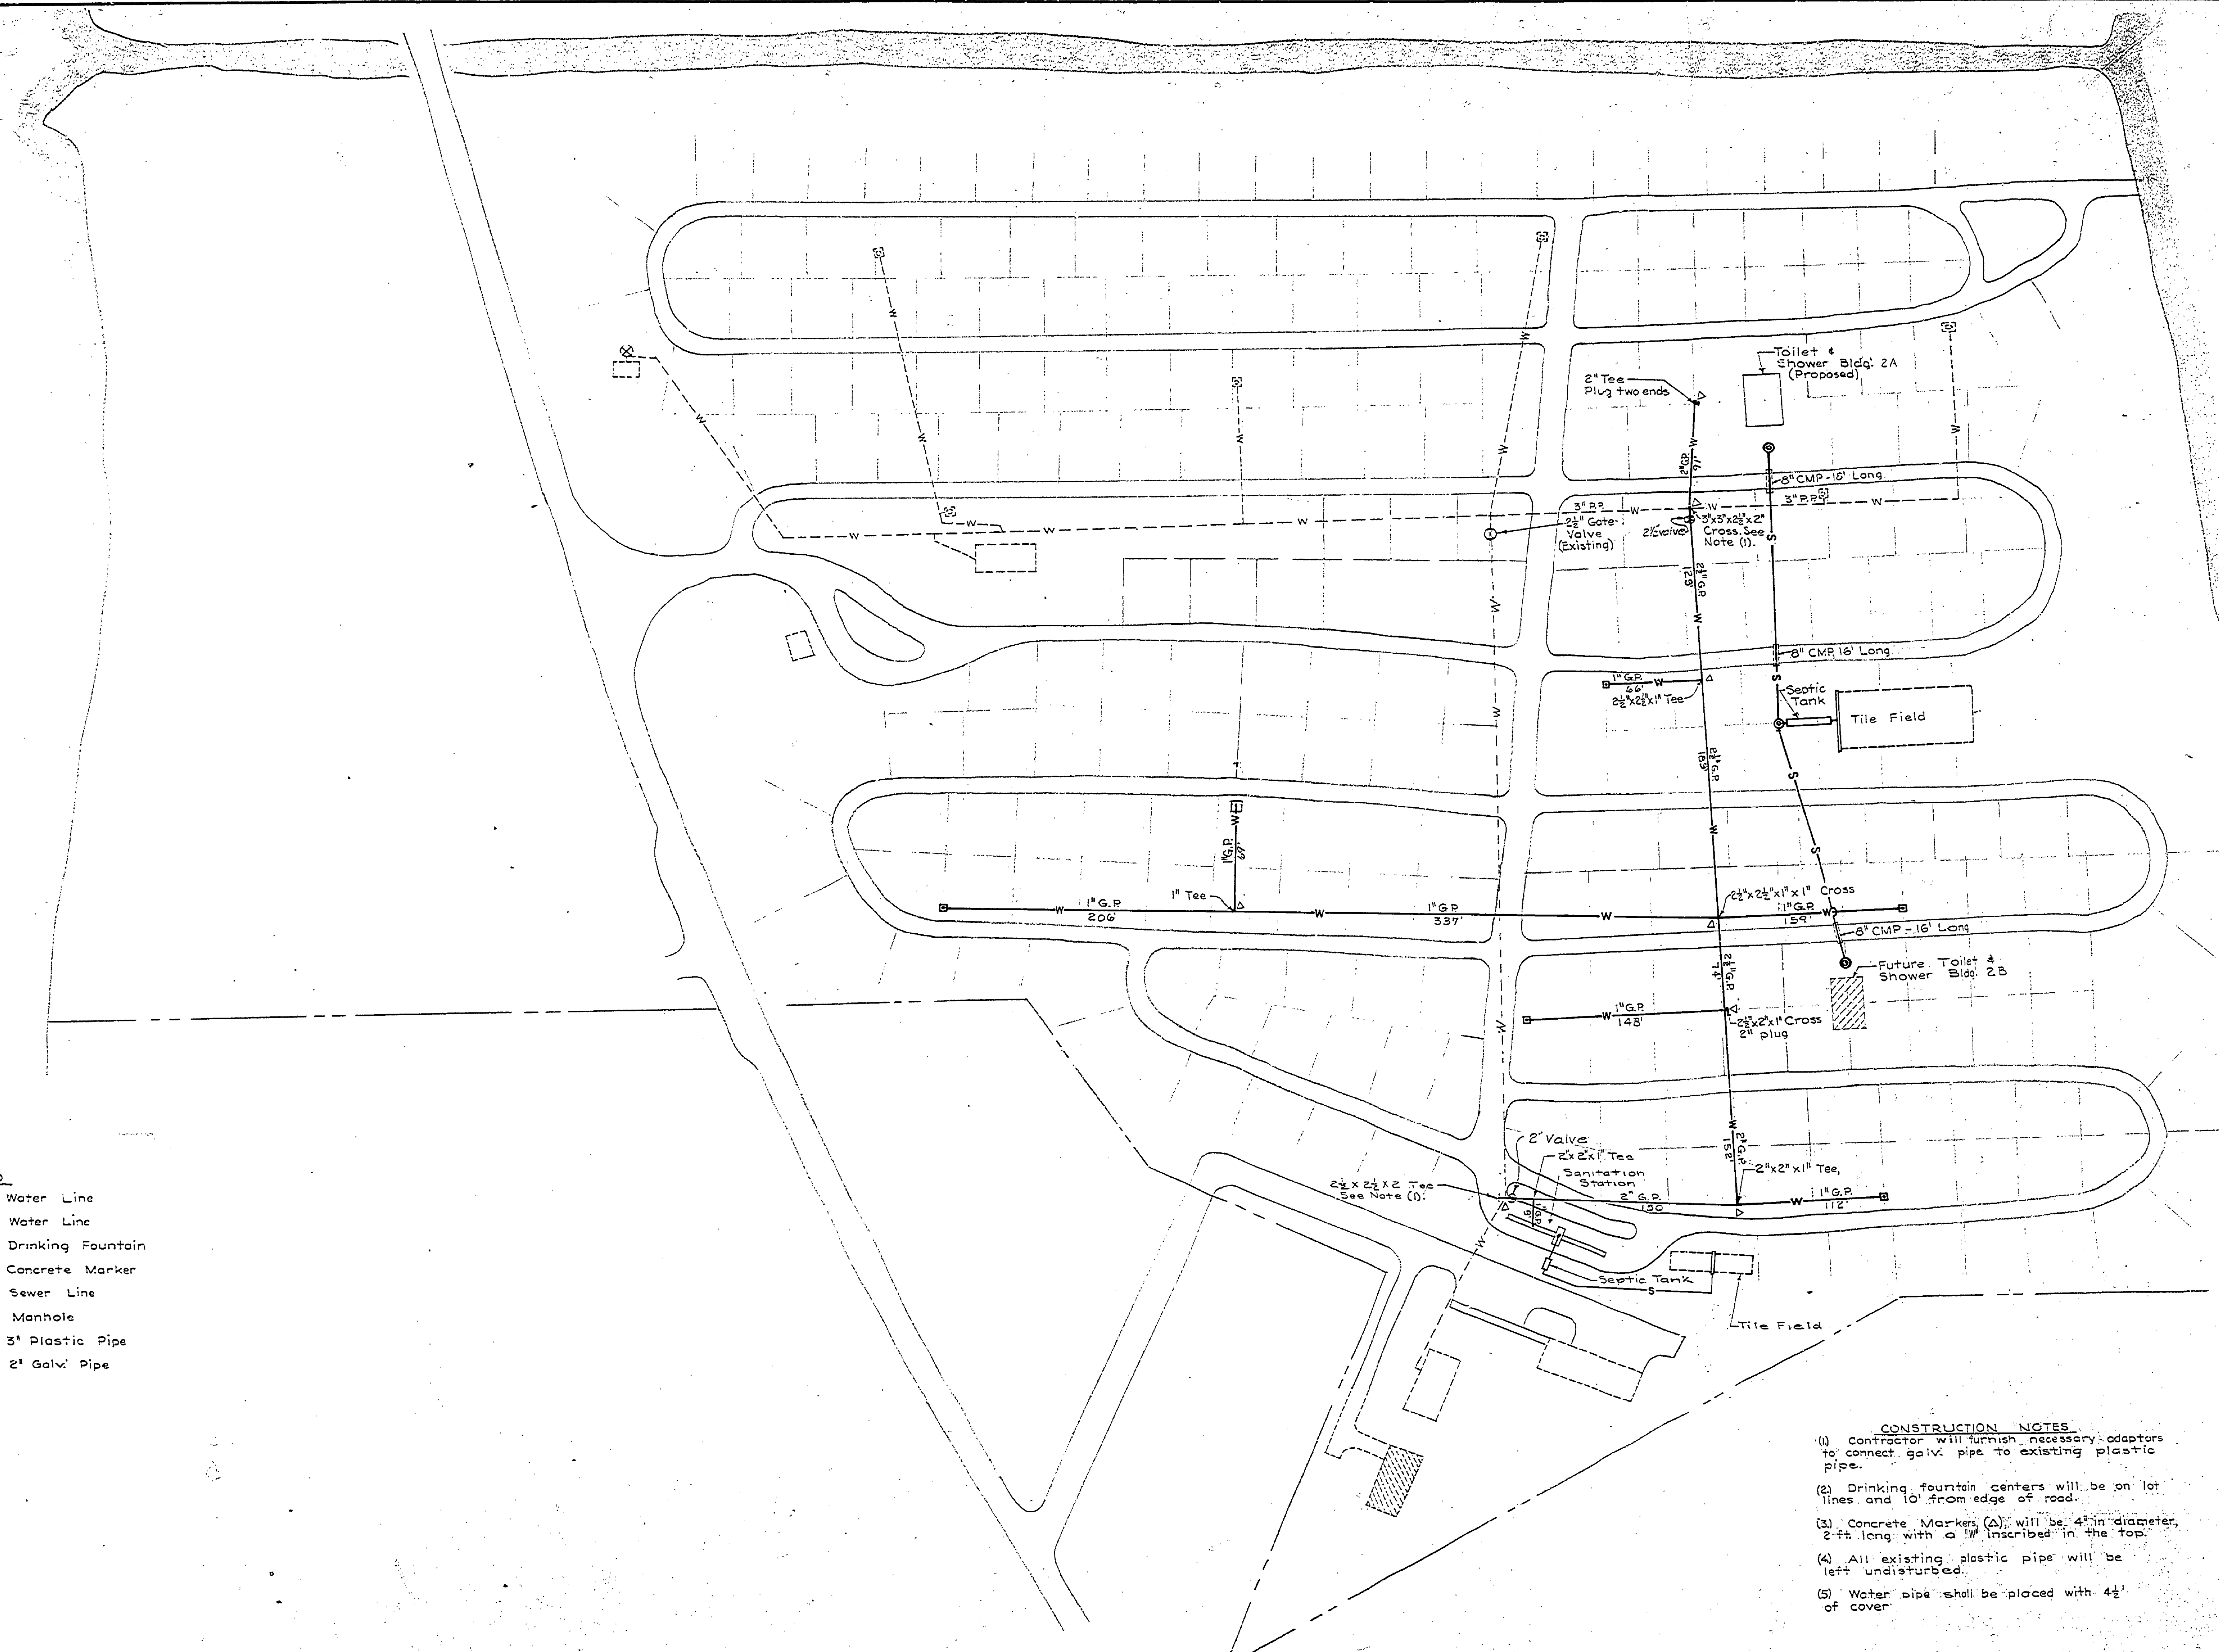 Toilet &
Shower Bldg. 2A
(Proposed)
2" Tee
Plug two ends
W
W
W
W
W
W
W
2" G.P.
91'
8" CMP - 16' Long
3" P.P.
W
W
3" P.P.
W
W
W
W
W
2½" Gate
Valve
(Existing)
2½" valve
3"x3"x2½"x2"
Cross. See
Note (1).
S
2½" G.P.
128'
W
W
8" CMP 16' Long
1" G.P.
W
66'
2½"x2½"x1" Tee
S
Septic
Tank
Tile Field
W
2½" G.P.
189'
S
W
W
1" G.P.
69'
S
2½"x2½"x1"x1" Cross
1" Tee
1" G.P.
W
206'
W
1" G.P.
337'
W
1" G.P.
W
159'
8" CMP - 16' Long
2½" G.P.
74'
Future Toilet &
Shower Bldg. 2B
1" G.P.
W
148'
W
2½"x2"x1" Cross
2" plug
W
2" G.P.
152'
2" Valve
2"x2"x1" Tee
Sanitation
Station
2"x2"x1" Tee,
2½ x 2½ x 2 Tee
See Note (1).
2" G.P.
150'
W
1" G.P.
112'
1" G.P.
W
Septic Tank
S
Tile Field
Water Line
Water Line
Drinking Fountain
Concrete Marker
Sewer Line
Manhole
3" Plastic Pipe
2" Galv. Pipe
CONSTRUCTION NOTES
(1) Contractor will furnish necessary adaptors
to connect galv. pipe to existing plastic
pipe.
(2) Drinking fountain centers will be on lot
lines and 10' from edge of road.
(3) Concrete Markers, (△), will be 4" in diameter,
2 ft. long with a "W" inscribed in the top.
(4) All existing plastic pipe will be
left undisturbed.
(5) Water pipe shall be placed with 4½'
of cover